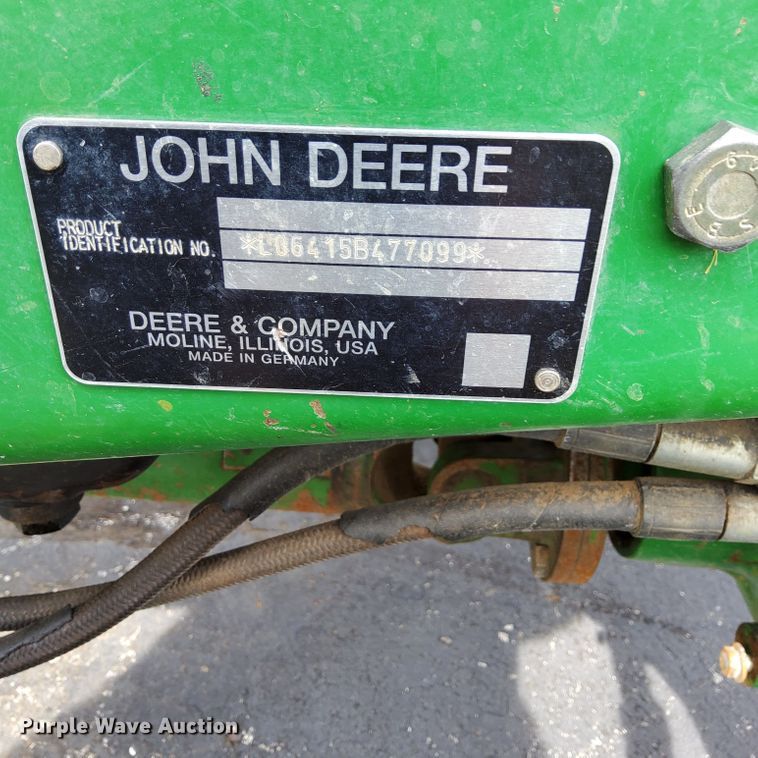 JOHN DEERE
PRODUCT
IDENTIFICATION NO. *L06415B477099*
DEERE & COMPANY
MOLINE, ILLINOIS, USA
MADE IN GERMANY
Purple Wave Auction